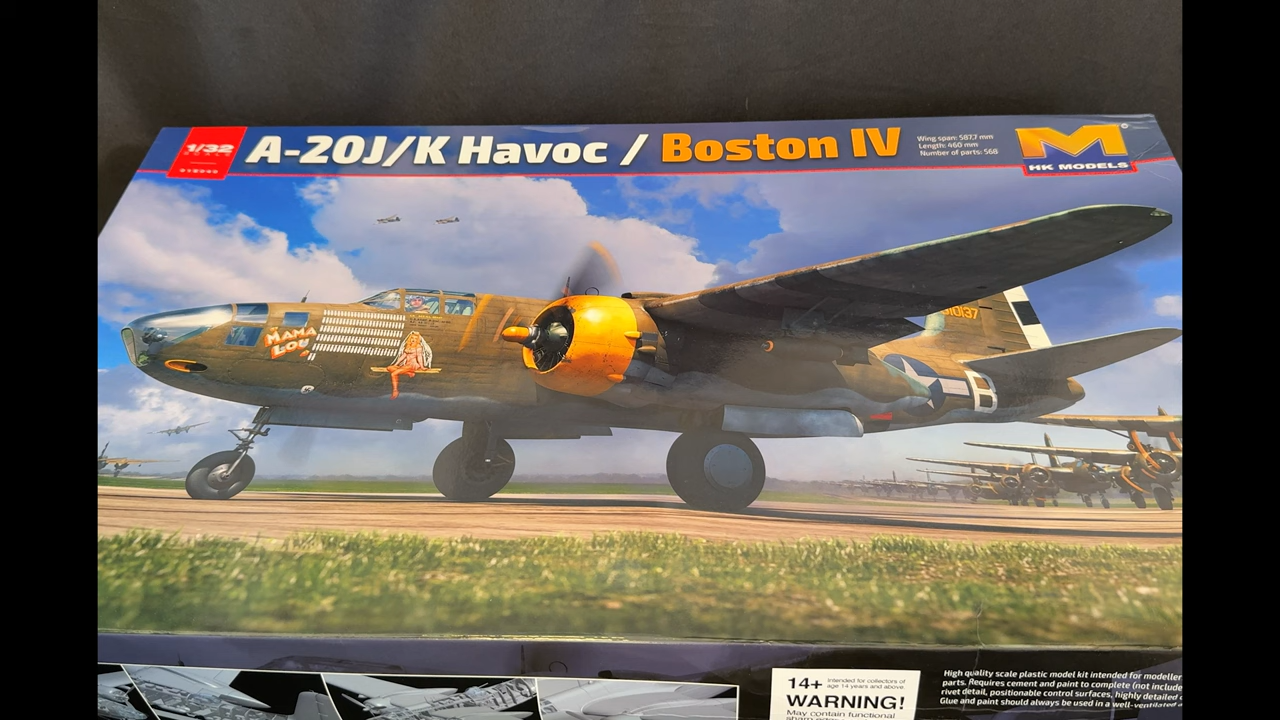 1/32
SCALE
A-20J/K Havoc / Boston IV
Wing span: 587.7 mm
Length: 460 mm
Number of parts: 568
HK MODELS
MAMA
LOU
310137
14+ Intended for collectors of
age 14 years and above.
WARNING!
May contain functional
sharp edges
High quality scale plastic model kit intended for modeller
parts. Requires cement and paint to complete (not include
rivet detail, positionable control surfaces, highly detailed
Glue and paint should always be used in a well-ventilated a